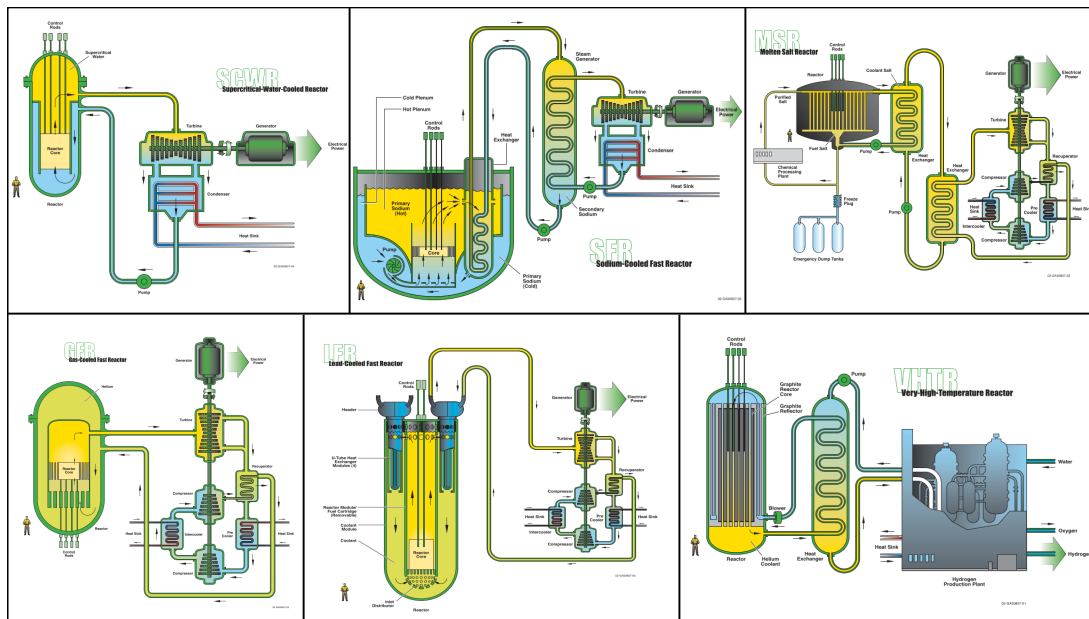 Control
Rods
Supercritical
Water
SCWR
Supercritical-Water-Cooled Reactor
Turbine
Generator
Electrical
Power
Reactor
Core
Condenser
Reactor
Heat Sink
Pump
Steam
Generator
Cold Plenum
Hot Plenum
Control
Rods
Heat
Exchanger
Turbine
Generator
Electrical
Power
Condenser
Heat Sink
Primary
Sodium
(Hot)
Pump
Core
Pump
Secondary
Sodium
Pump
SFR
Sodium-Cooled Fast Reactor
Primary
Sodium
(Cold)
MSR
Molten Salt Reactor
Control
Rods
Reactor
Coolant
Salt
Generator
Electrical
Power
Purified
Salt
Turbine
Fuel Salt
Pump
Heat
Exchanger
Chemical
Processing
Plant
Heat
Exchanger
Recuperator
Freeze
Plug
Pump
Compressor
Heat
Sink
Pre
Cooler
Heat Sink
Intercooler
Compressor
Emergency Dump Tanks
GFR
Gas-Cooled Fast Reactor
Generator
Electrical
Power
Helium
Turbine
Reactor
Core
Recuperator
Compressor
Reactor
Heat
Sink
Intercooler
Pre
Cooler
Heat
Sink
Control
Rods
Compressor
LFR
Lead-Cooled Fast Reactor
Control
Rods
Generator
Electrical
Power
Header
Turbine
U-Tube Heat
Exchanger
Modules (4)
Recuperator
Compressor
Reactor Module/
Fuel Cartridge
(Removable)
Heat Sink
Heat Sink
Intercooler
Pre
Cooler
Coolant
Module
Compressor
Coolant
Reactor
Core
Inlet
Distributor
Reactor
Control
Rods
Pump
Graphite
Reactor
Core
Graphite
Reflector
VHTR
Very-High-Temperature Reactor
Water
Blower
Oxygen
Reactor
Helium
Coolant
Heat
Exchanger
Heat Sink
Hydrogen
Hydrogen
Production Plant